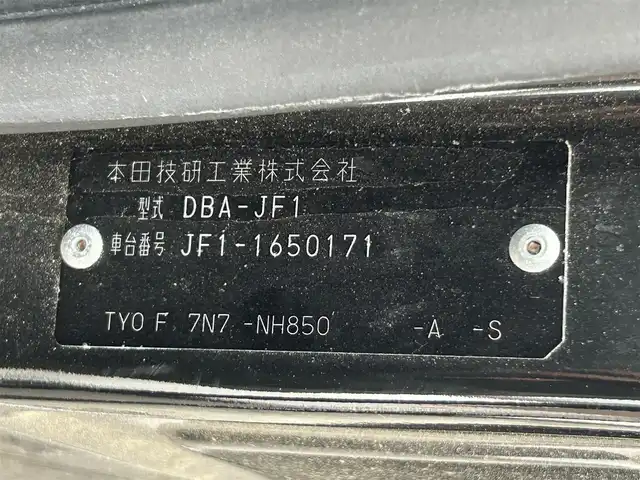 本田技研工業株式会社
型式 DBA-JF1
車台番号 JF1-1650171
TYO F 7N7 -NH850 -A -S